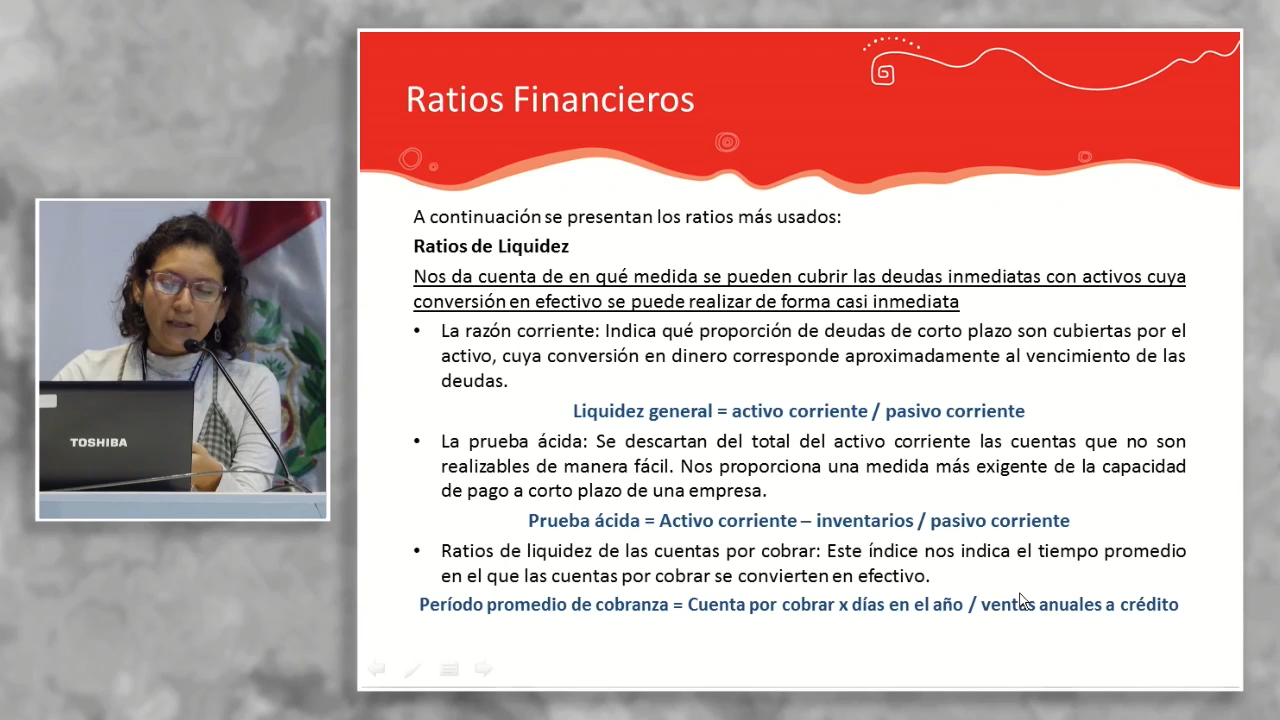 Ratios Financieros
A continuación se presentan los ratios más usados:
Ratios de Liquidez
Nos da cuenta de en qué medida se pueden cubrir las deudas inmediatas con activos cuya
conversión en efectivo se puede realizar de forma casi inmediata
• La razón corriente: Indica qué proporción de deudas de corto plazo son cubiertas por el
activo, cuya conversión en dinero corresponde aproximadamente al vencimiento de las
deudas.
Liquidez general = activo corriente / pasivo corriente
• La prueba ácida: Se descartan del total del activo corriente las cuentas que no son
realizables de manera fácil. Nos proporciona una medida más exigente de la capacidad
de pago a corto plazo de una empresa.
Prueba ácida = Activo corriente – inventarios / pasivo corriente
• Ratios de liquidez de las cuentas por cobrar: Este índice nos indica el tiempo promedio
en el que las cuentas por cobrar se convierten en efectivo.
Período promedio de cobranza = Cuenta por cobrar x días en el año / ventas anuales a crédito
TOSHIBA